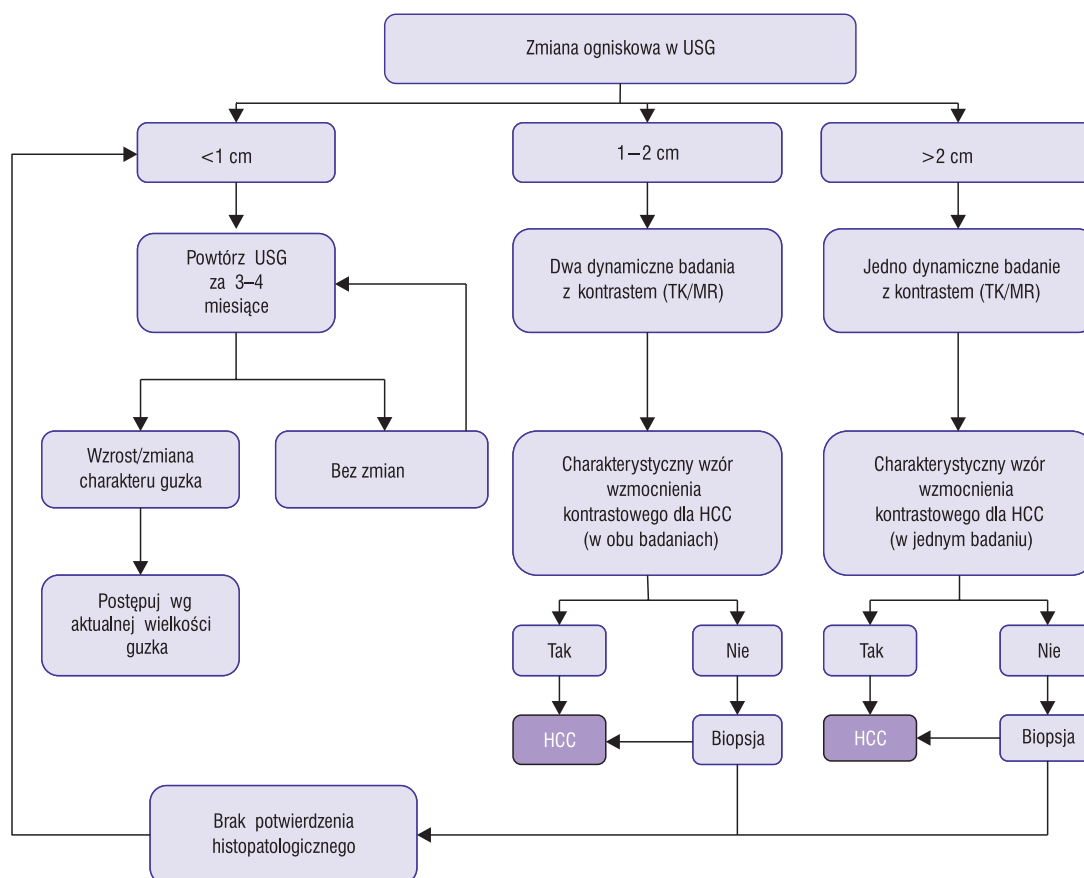 Zmiana ogniskowa w USG
<1 cm
1–2 cm
>2 cm
Powtórz USG
za 3–4
miesiące
Dwa dynamiczne badania
z kontrastem (TK/MR)
Jedno dynamiczne badanie
z kontrastem (TK/MR)
Wzrost/zmiana
charakteru guzka
Bez zmian
Charakterystyczny wzór
wzmocnienia
kontrastowego dla HCC
(w obu badaniach)
Charakterystyczny wzór
wzmocnienia
kontrastowego dla HCC
(w jednym badaniu)
Postępuj wg
aktualnej wielkości
guzka
Tak
Nie
Tak
Nie
HCC
Biopsja
HCC
Biopsja
Brak potwierdzenia
histopatologicznego